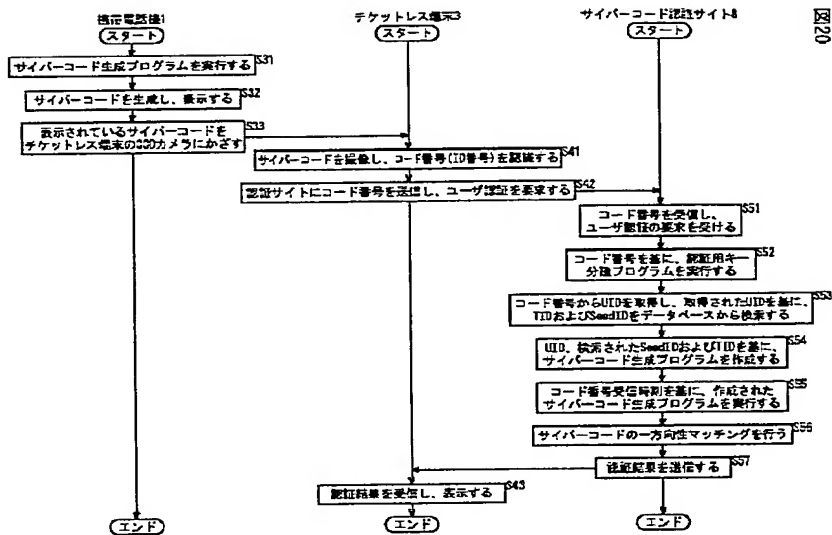 図20
携帯電話機1
スタート
サイバーコード生成プログラムを実行する
S31
サイバーコードを生成し、表示する
S32
表示されているサイバーコードを
チケットレス端末のCCDカメラにかざす
S33
エンド
チケットレス端末3
スタート
サイバーコードを撮像し、コード番号(ID番号)を認識する
S41
認証サイトにコード番号を送信し、ユーザ認証を要求する
S42
認証結果を受信し、表示する
S43
エンド
サイバーコード認証サイト8
スタート
コード番号を受信し、
ユーザ認証の要求を受ける
S51
コード番号を基に、認証用キー
分離プログラムを実行する
S52
コード番号からUIDを取得し、取得されたUIDを基に、
TIDおよびSeedIDをデータベースから検索する
S53
UID、検索されたSeedIDおよびTIDを基に、
サイバーコード生成プログラムを作成する
S54
コード番号受信時刻を基に、作成された
サイバーコード生成プログラムを実行する
S55
サイバーコードの一方向性マッチングを行う
S56
認証結果を送信する
S57
エンド